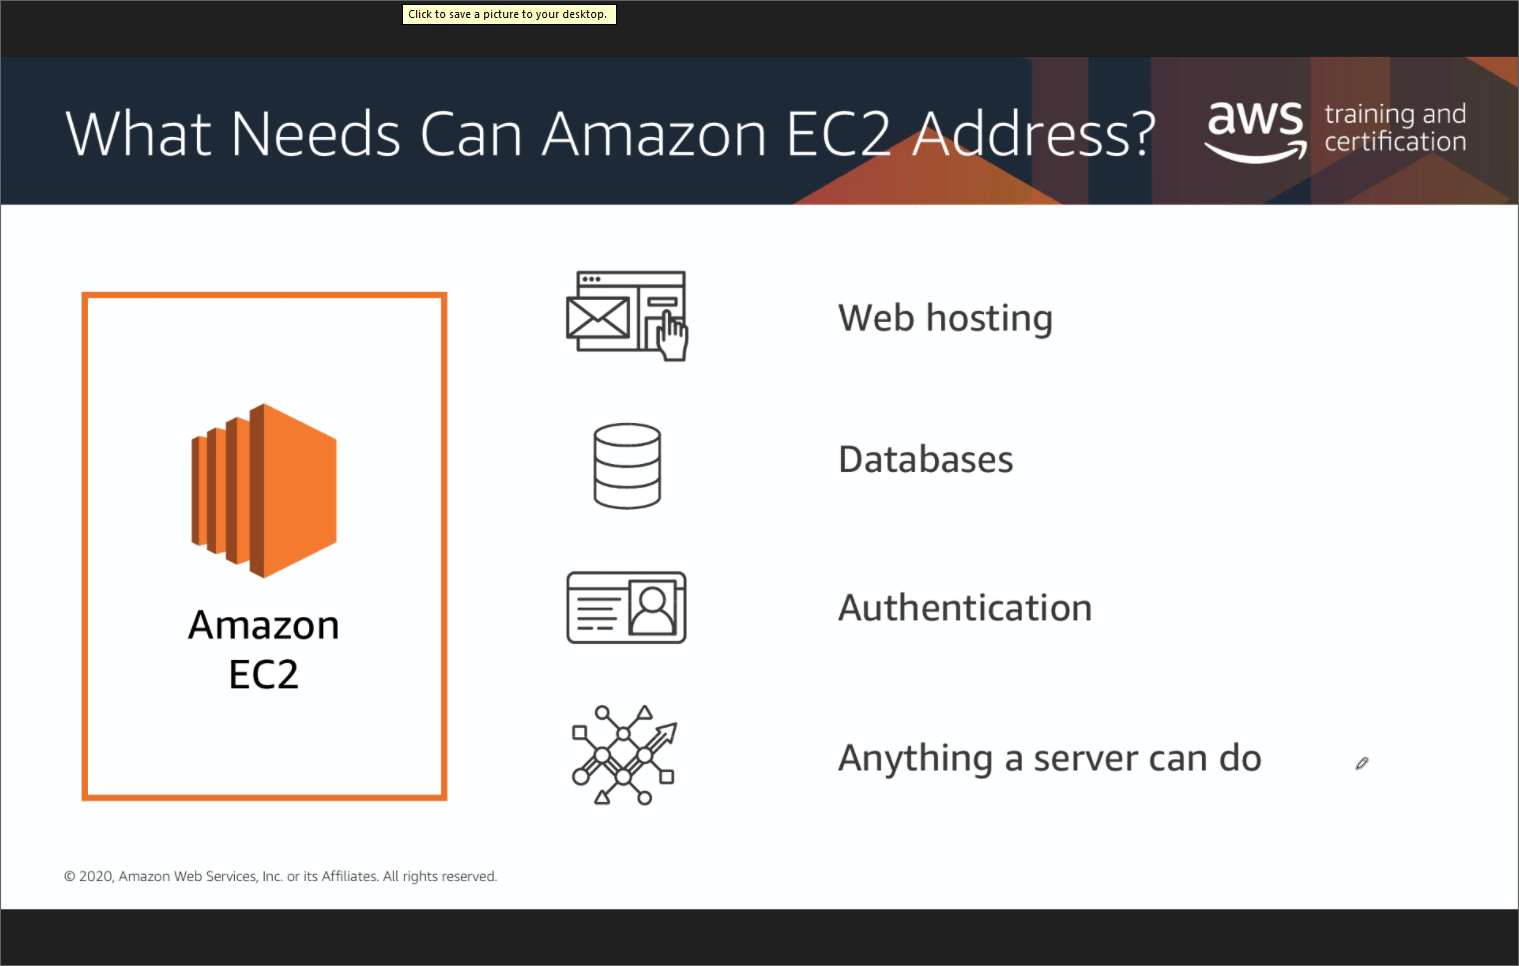 Click to save a picture to your desktop.
What Needs Can Amazon EC2 Address?
aws
training and
certification
Amazon
EC2
Web hosting
Databases
Authentication
Anything a server can do
© 2020, Amazon Web Services, Inc. or its Affiliates. All rights reserved.